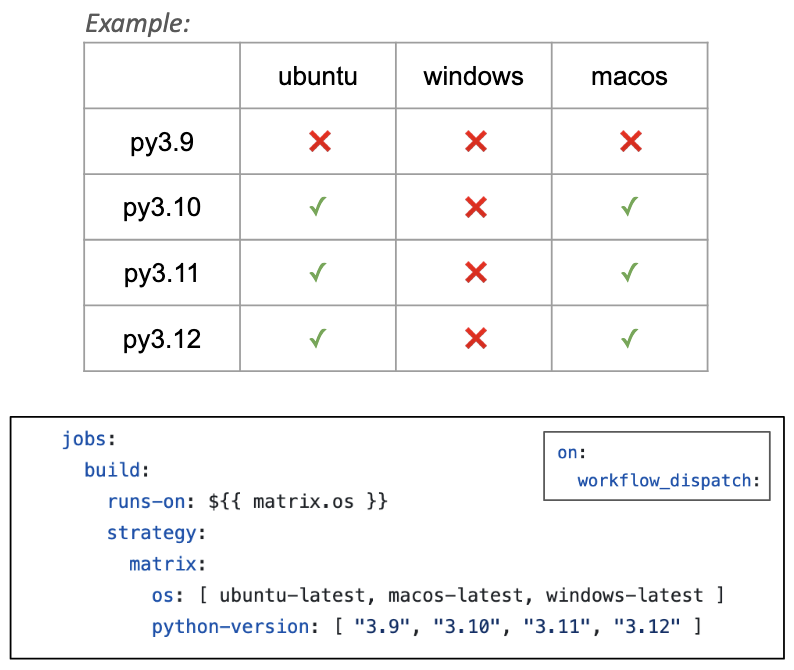 Example:
ubuntu windows macos
py3.9 ❌ ❌ ❌
py3.10 ✓ ❌ ✓
py3.11 ✓ ❌ ✓
py3.12 ✓ ❌ ✓
jobs:
build:
runs-on: ${{ matrix.os }}
strategy:
matrix:
os: [ ubuntu-latest, macos-latest, windows-latest ]
python-version: [ "3.9", "3.10", "3.11", "3.12" ]
on:
workflow_dispatch: